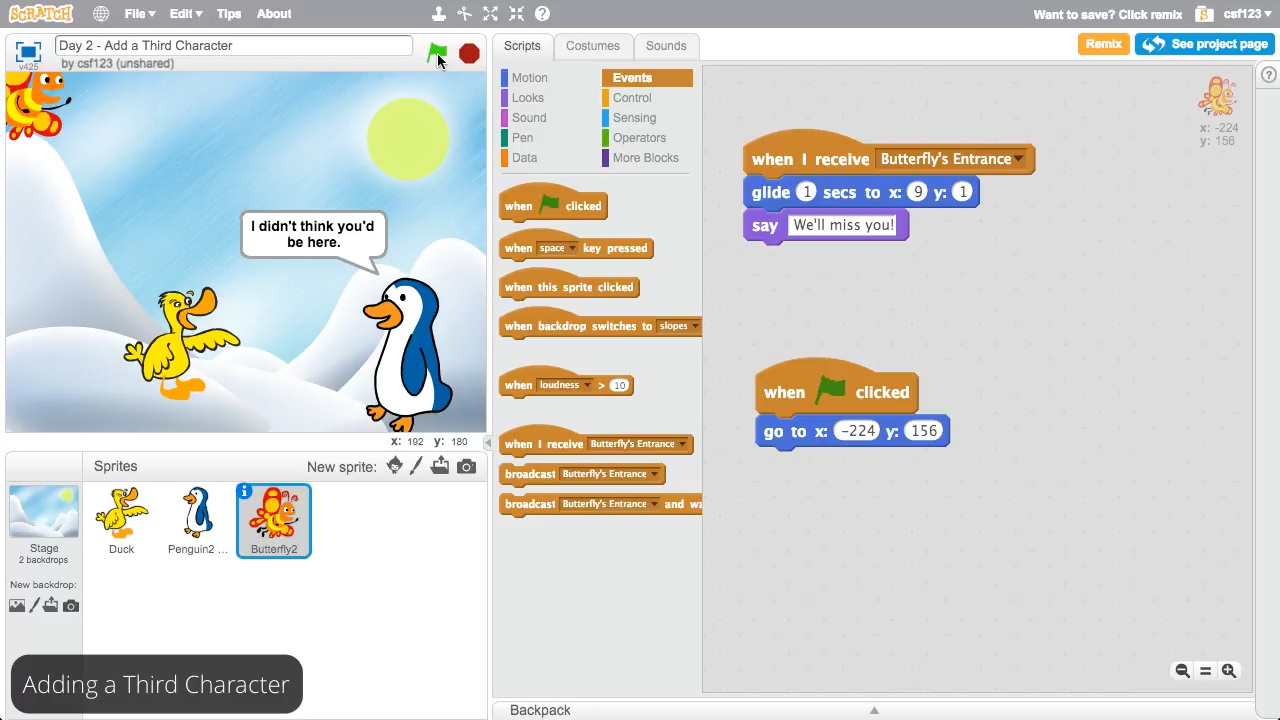 SCRATCH File Edit Tips About Want to save? Click remix csf123
v425 Day 2 - Add a Third Character
by csf123 (unshared)
I didn't think you'd
be here.
x: 192 y: 180
Sprites New sprite:
Duck Penguin2 ... Butterfly2
Stage
2 backdrops
New backdrop:
Adding a Third Character
Scripts Costumes Sounds Remix See project page
Motion Events
Looks Control
Sound Sensing
Pen Operators
Data More Blocks
when clicked
when space key pressed
when this sprite clicked
when backdrop switches to slopes
when loudness > 10
when I receive Butterfly's Entrance
broadcast Butterfly's Entrance
broadcast Butterfly's Entrance and wa
when I receive Butterfly's Entrance
glide 1 secs to x: 9 y: 1
say We'll miss you!
when clicked
go to x: -224 y: 156
x: -224
y: 156
Backpack